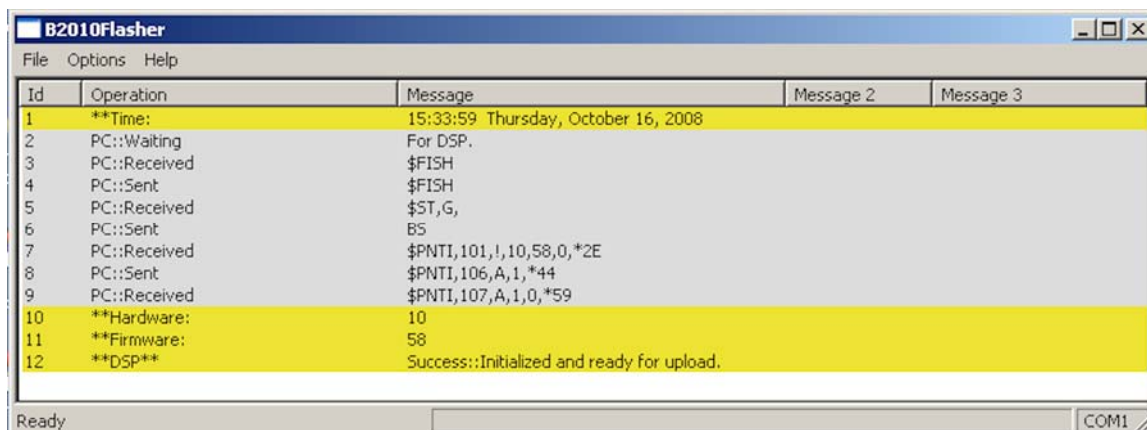 B2010Flasher
File Options Help
Id Operation Message Message 2 Message 3
1 **Time: 15:33:59 Thursday, October 16, 2008
2 PC::Waiting For DSP.
3 PC::Received $FISH
4 PC::Sent $FISH
5 PC::Received $ST,G,
6 PC::Sent BS
7 PC::Received $PNTI,101,!,10,58,0,*2E
8 PC::Sent $PNTI,106,A,1,*44
9 PC::Received $PNTI,107,A,1,0,*59
10 **Hardware: 10
11 **Firmware: 58
12 **DSP** Success::Initialized and ready for upload.
Ready COM1